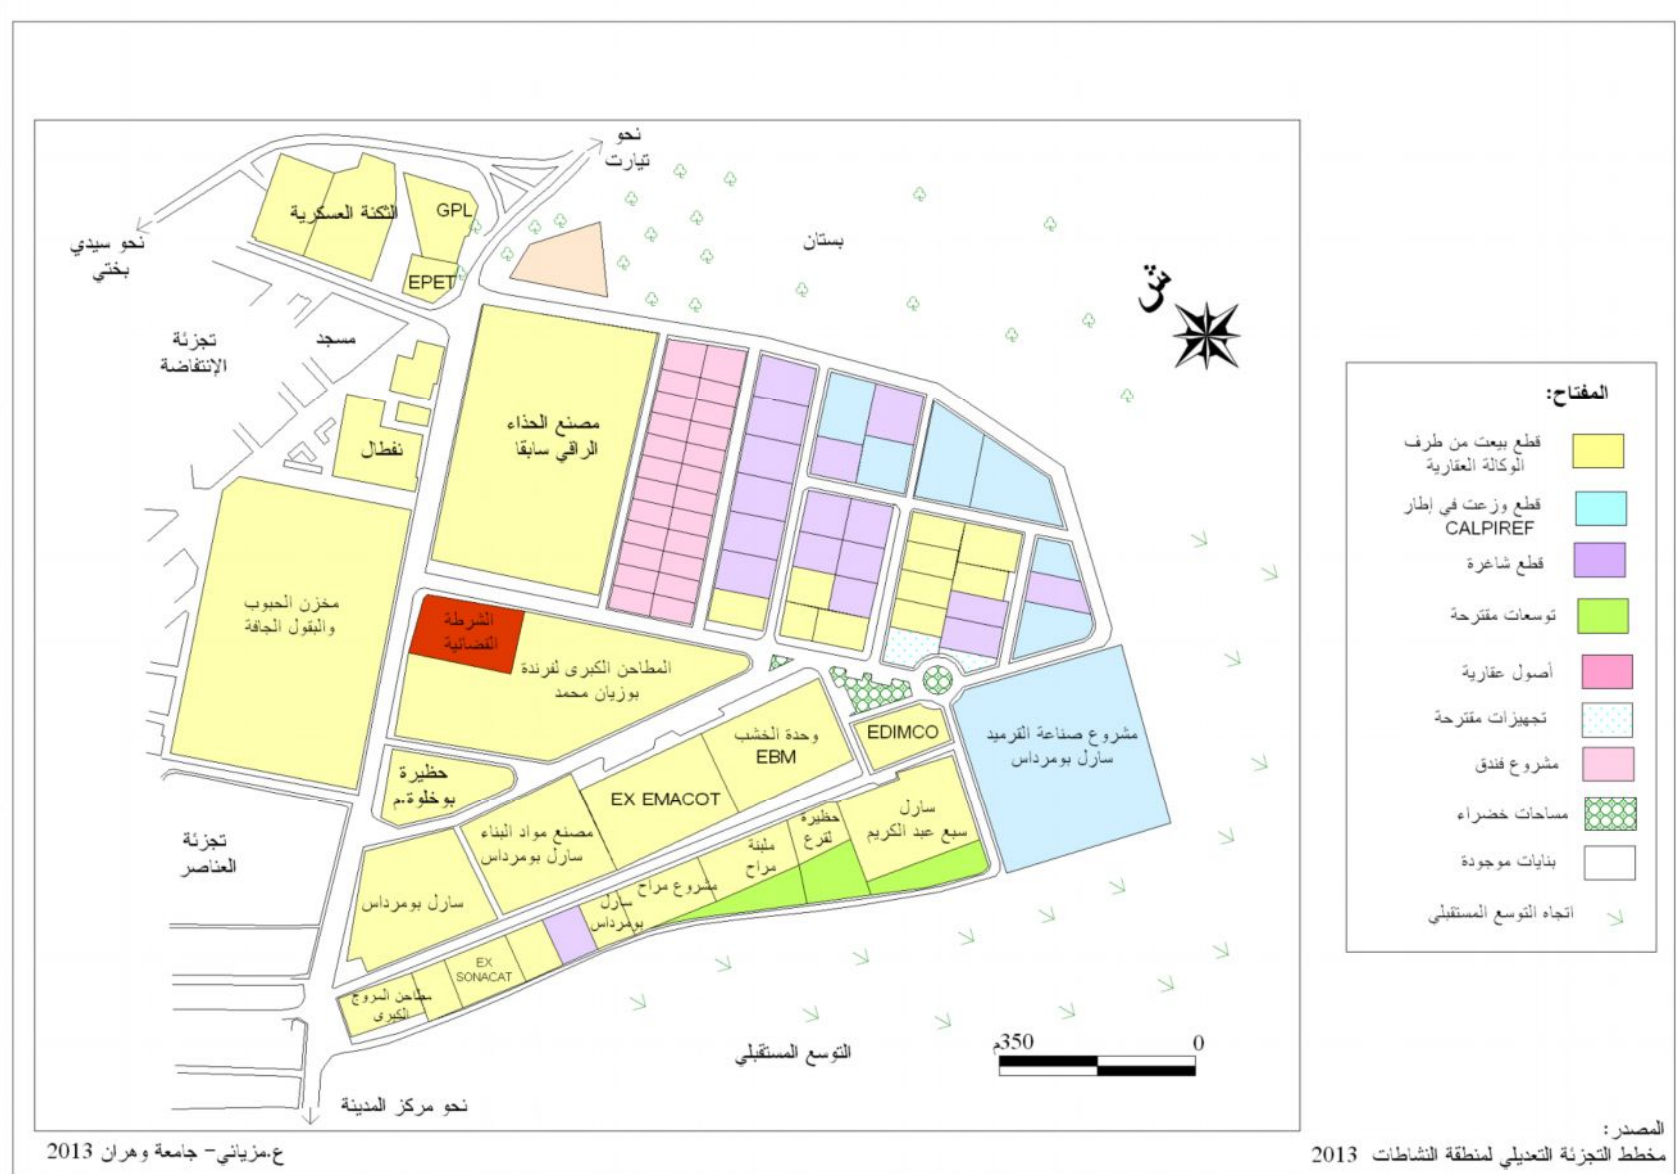 نحو
تيارت
الثكنة العسكرية
GPL
نحو سيدي
بختي
EPET
بستان
ش
تجزئة
الإنتفاضة
مسجد
نفطال
مصنع الحذاء
الراقي سابقا
مخزن الحبوب
والبقول الجافة
الشرطة
القضائية
المطاحن الكبرى لفرندة
بوزيان محمد
حظيرة
بوخلوة.م
وحدة الخشب
EBM
EDIMCO
مشروع صناعة القرميد
سارل بومرداس
EX EMACOT
تجزئة
العناصر
مصنع مواد البناء
سارل بومرداس
سارل
سبع عبد الكريم
حظيرة
لقرع
ملبنة
مراح
مشروع مراح
سارل
بومرداس
سارل بومرداس
EX
SONACAT
مطاحن المروج
الكبرى
التوسع المستقبلي
350م
0
نحو مركز المدينة
المفتاح:
قطع بيعت من طرف
الوكالة العقارية
قطع وزعت في إطار
CALPIREF
قطع شاغرة
توسعات مقترحة
أصول عقارية
تجهيزات مقترحة
مشروع فندق
مساحات خضراء
بنايات موجودة
اتجاه التوسع المستقبلي
المصدر:
مخطط التجزئة التعديلي لمنطقة النشاطات 2013
ع.مزياني- جامعة وهران 2013